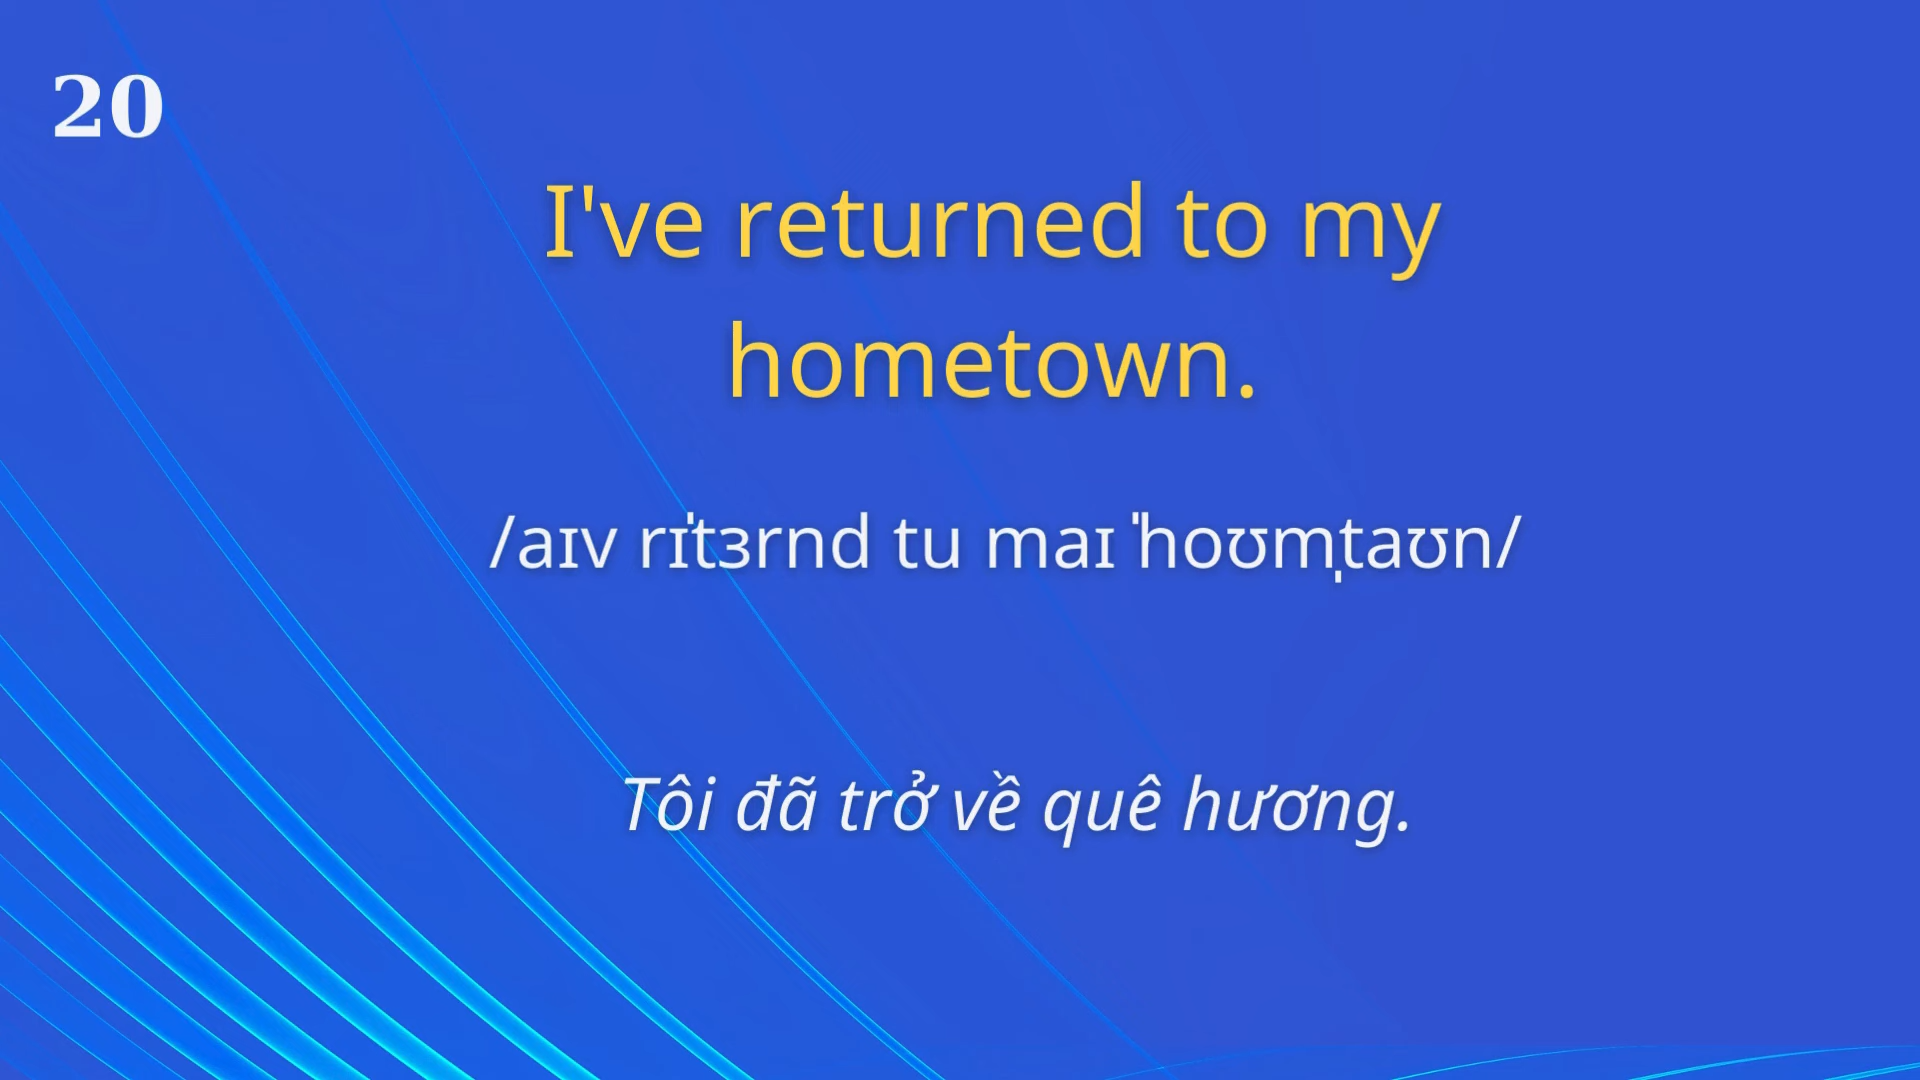 20
I've returned to my
hometown.
/aɪv rɪˈtɜrnd tu maɪ ˈhoʊmˌtaʊn/
Tôi đã trở về quê hương.